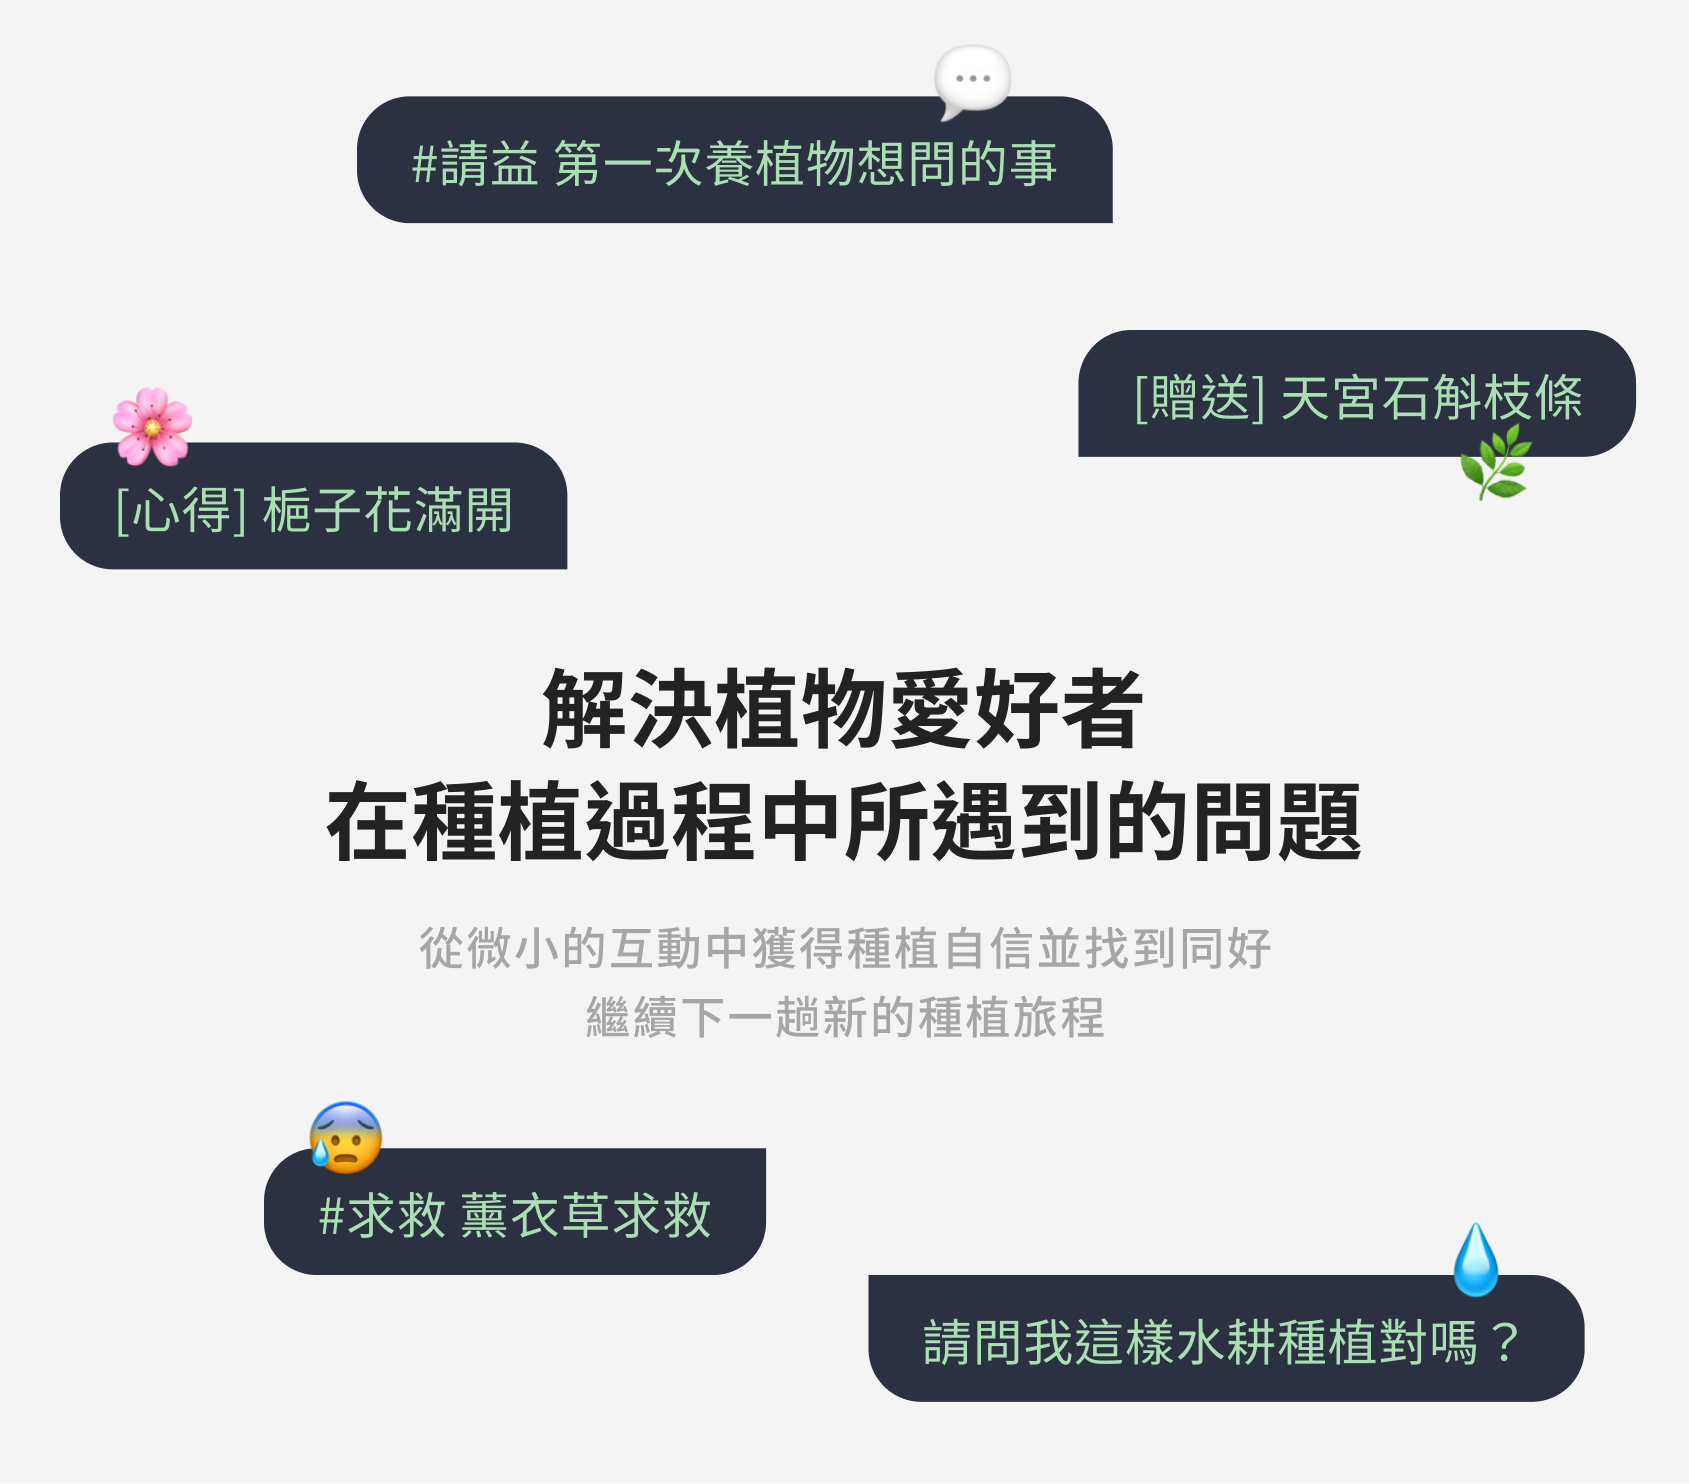 #請益 第一次養植物想問的事
[贈送] 天宮石斛枝條
[心得] 梔子花滿開
解決植物愛好者
在種植過程中所遇到的問題
從微小的互動中獲得種植自信並找到同好
繼續下一趟新的種植旅程
#求救 薰衣草求救
請問我這樣水耕種植對嗎？